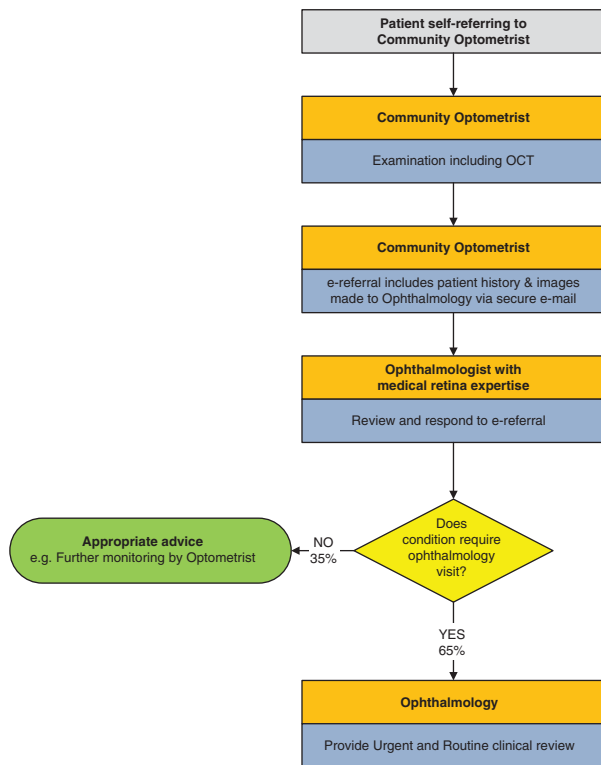 Patient self-referring to
Community Optometrist
Community Optometrist
Examination including OCT
Community Optometrist
e-referral includes patient history & images
made to Ophthalmology via secure e-mail
Ophthalmologist with
medical retina expertise
Review and respond to e-referral
Does
condition require
ophthalmology
visit?
NO
35%
Appropriate advice
e.g. Further monitoring by Optometrist
YES
65%
Ophthalmology
Provide Urgent and Routine clinical review